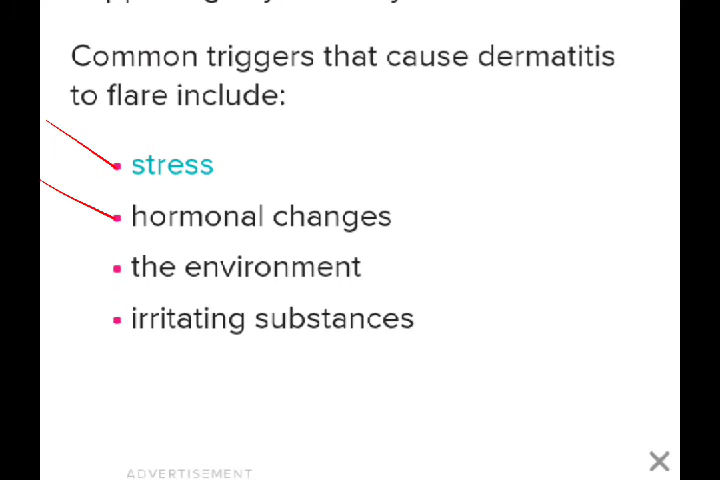 Common triggers that cause dermatitis
to flare include:
stress
hormonal changes
the environment
irritating substances
ADVERTISEMENT